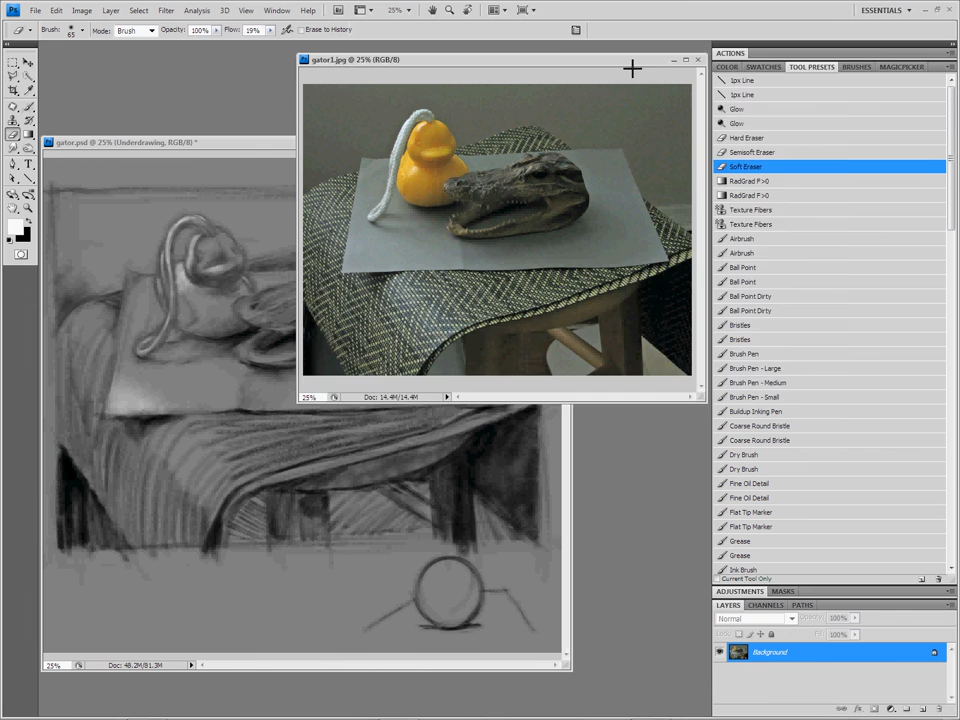 Ps File Edit Image Layer Select Filter Analysis 3D View Window Help Br 25% ESSENTIALS
Brush: 65 Mode: Brush Opacity: 100% Flow: 19% Erase to History
ACTIONS
COLOR SWATCHES TOOL PRESETS BRUSHES MAGICPICKER
gator1.jpg @ 25% (RGB/8)
gator.psd @ 25% (Underdrawing, RGB/8) *
1px Line
1px Line
Glow
Glow
Hard Eraser
Semisoft Eraser
Soft Eraser
RadGrad F>0
RadGrad F>0
Texture Fibers
Texture Fibers
Airbrush
Airbrush
Ball Point
Ball Point
Ball Point Dirty
Ball Point Dirty
Bristles
Bristles
Brush Pen
Brush Pen - Large
Brush Pen - Medium
Brush Pen - Small
Buildup Inking Pen
Coarse Round Bristle
Coarse Round Bristle
Dry Brush
Dry Brush
Fine Oil Detail
Fine Oil Detail
Flat Tip Marker
Flat Tip Marker
Grease
Grease
Ink Brush
Current Tool Only
25% Doc: 14.4M/14.4M
ADJUSTMENTS MASKS
LAYERS CHANNELS PATHS
Normal Opacity: 100%
Lock: Fill: 100%
Background
25% Doc: 48.2M/81.3M
fx